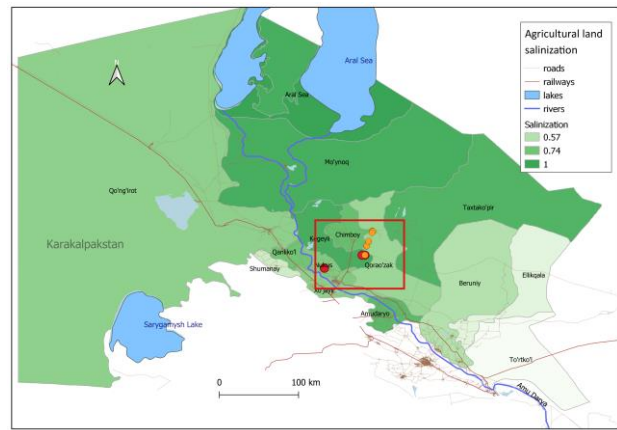 Agricultural land
salinization
roads
railways
lakes
rivers
Salinization
0.57
0.74
1
N
Aral Sea
Aral Sea
Mo'ynoq
Qo'ng'irot
Taxtako'pir
Karakalpakstan
Kegeys
Chimboy
Qanliko'l
Shumanay
Qorao'zak
Beruniy
Ellikqala
Amudaryo
Sarygamysh Lake
To'rtko'l
0
100 km
Amu Darya